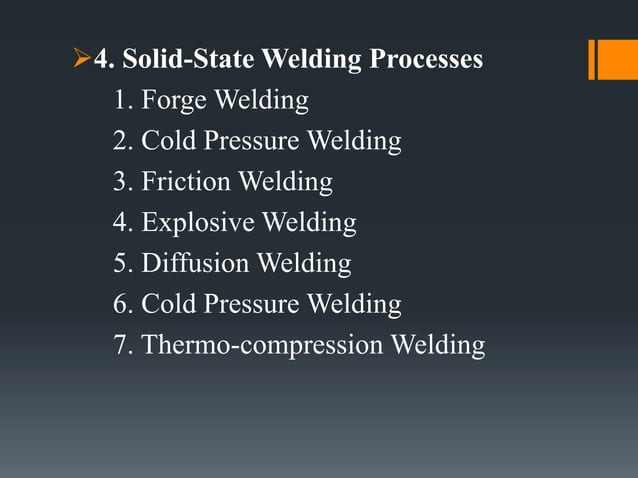 ➢4. Solid-State Welding Processes
1. Forge Welding
2. Cold Pressure Welding
3. Friction Welding
4. Explosive Welding
5. Diffusion Welding
6. Cold Pressure Welding
7. Thermo-compression Welding